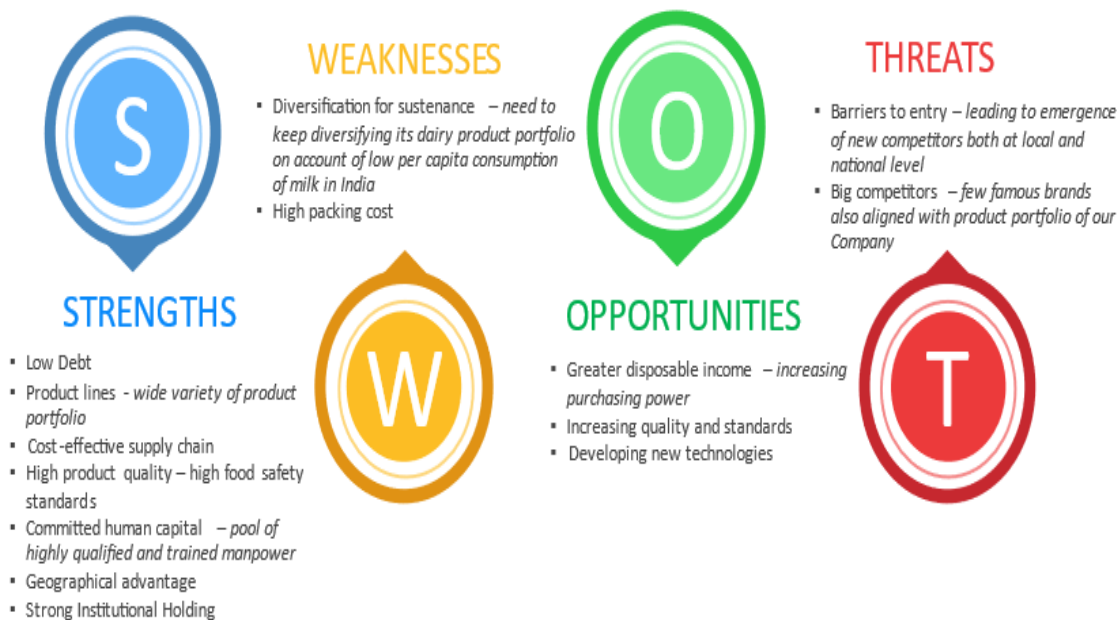 S
STRENGTHS
▪ Low Debt
▪ Product lines - wide variety of product
portfolio
▪ Cost-effective supply chain
▪ High product quality – high food safety
standards
▪ Committed human capital – pool of
highly qualified and trained manpower
▪ Geographical advantage
▪ Strong Institutional Holding
WEAKNESSES
▪ Diversification for sustenance – need to
keep diversifying its dairy product portfolio
on account of low per capita consumption
of milk in India
▪ High packing cost
W
O
OPPORTUNITIES
▪ Greater disposable income – increasing
purchasing power
▪ Increasing quality and standards
▪ Developing new technologies
THREATS
▪ Barriers to entry – leading to emergence
of new competitors both at local and
national level
▪ Big competitors – few famous brands
also aligned with product portfolio of our
Company
T